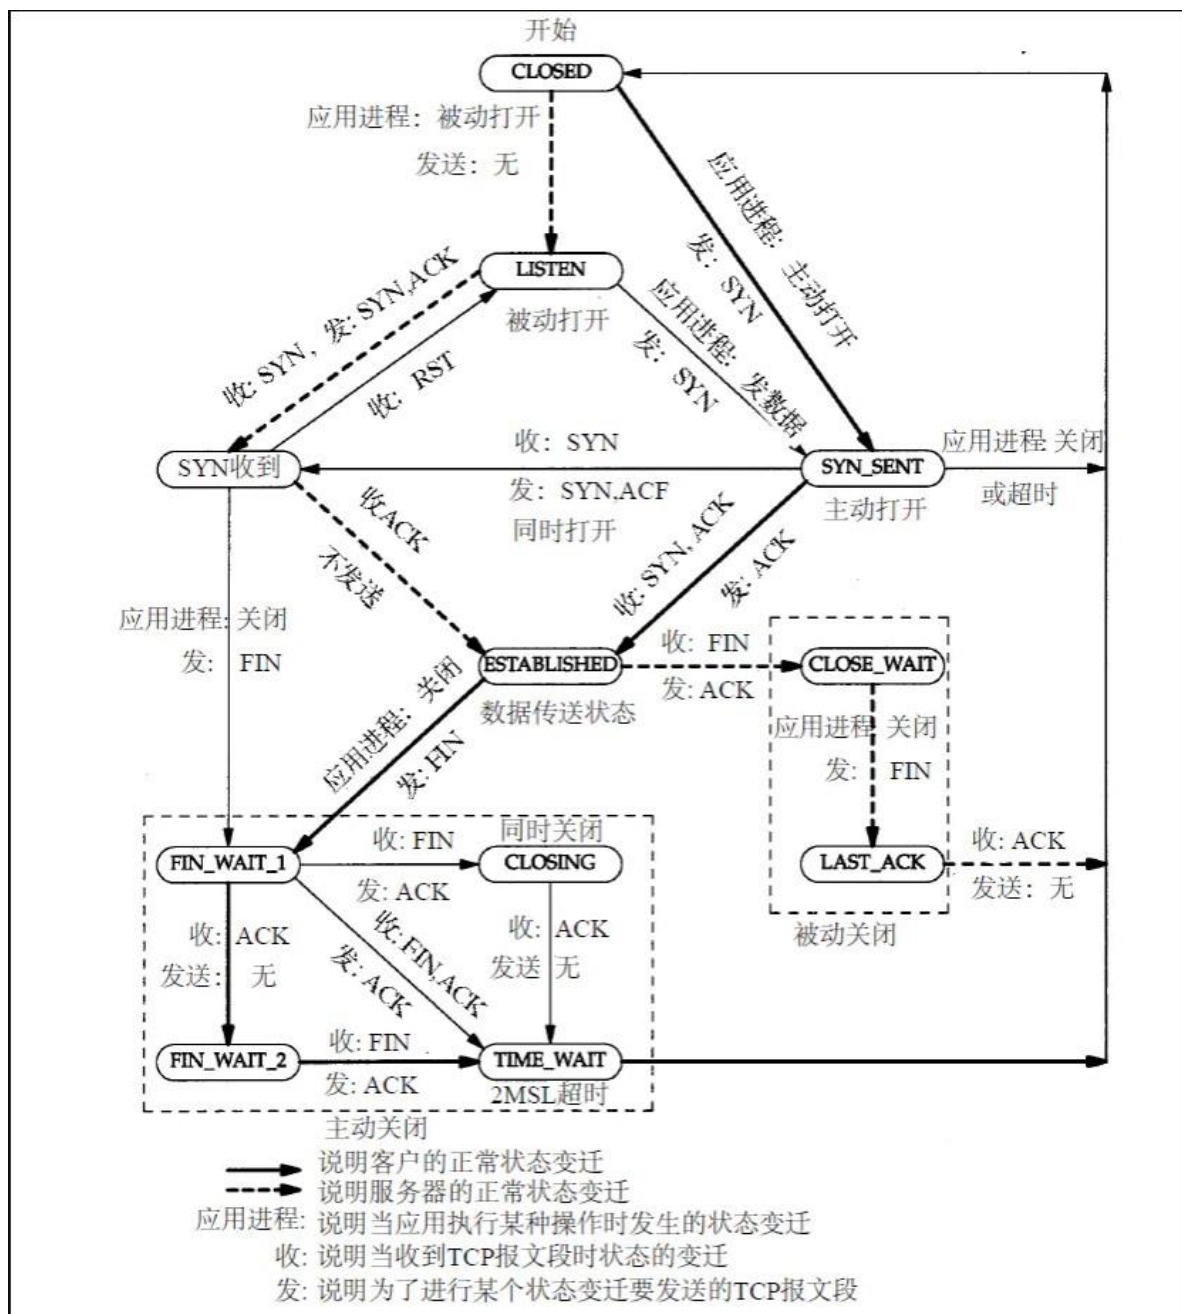 开始
CLOSED
应用进程：被动打开
发送：无
应用进程：主动打开
发：SYN
LISTEN
被动打开
收: SYN，发: SYN,ACK
收：RST
应用进程：发数据
发：SYN
SYN收到
收：SYN
发：SYN,ACF
同时打开
SYN_SENT
主动打开
应用进程 关闭
或超时
收ACK
不发送
收: SYN, ACK
发: ACK
应用进程: 关闭
发: FIN
ESTABLISHED
数据传送状态
收: FIN
发: ACK
CLOSE_WAIT
应用进程 关闭
发: FIN
LAST_ACK
收: ACK
发送：无
被动关闭
应用进程：关闭
发: FIN
FIN_WAIT_1
收: FIN
发: ACK
同时关闭
CLOSING
收: ACK
发送： 无
收: FIN,ACK
发: ACK
收: ACK
发送 无
FIN_WAIT_2
收: FIN
发: ACK
TIME_WAIT
2MSL超时
主动关闭
说明客户的正常状态变迁
说明服务器的正常状态变迁
应用进程: 说明当应用执行某种操作时发生的状态变迁
收: 说明当收到TCP报文段时状态的变迁
发: 说明为了进行某个状态变迁要发送的TCP报文段